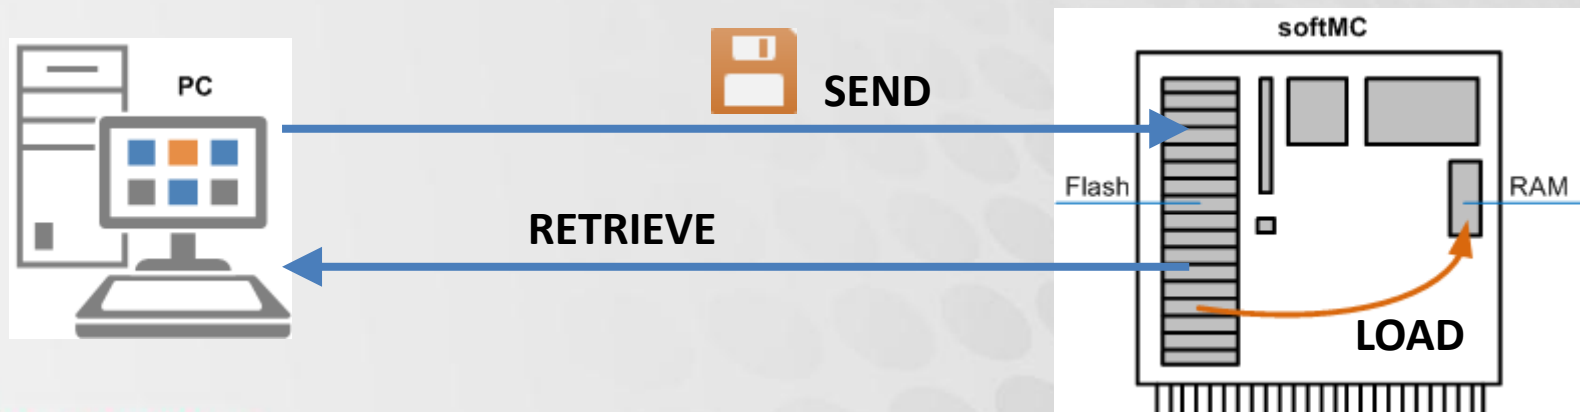 softMC
PC
SEND
Flash
RAM
RETRIEVE
LOAD